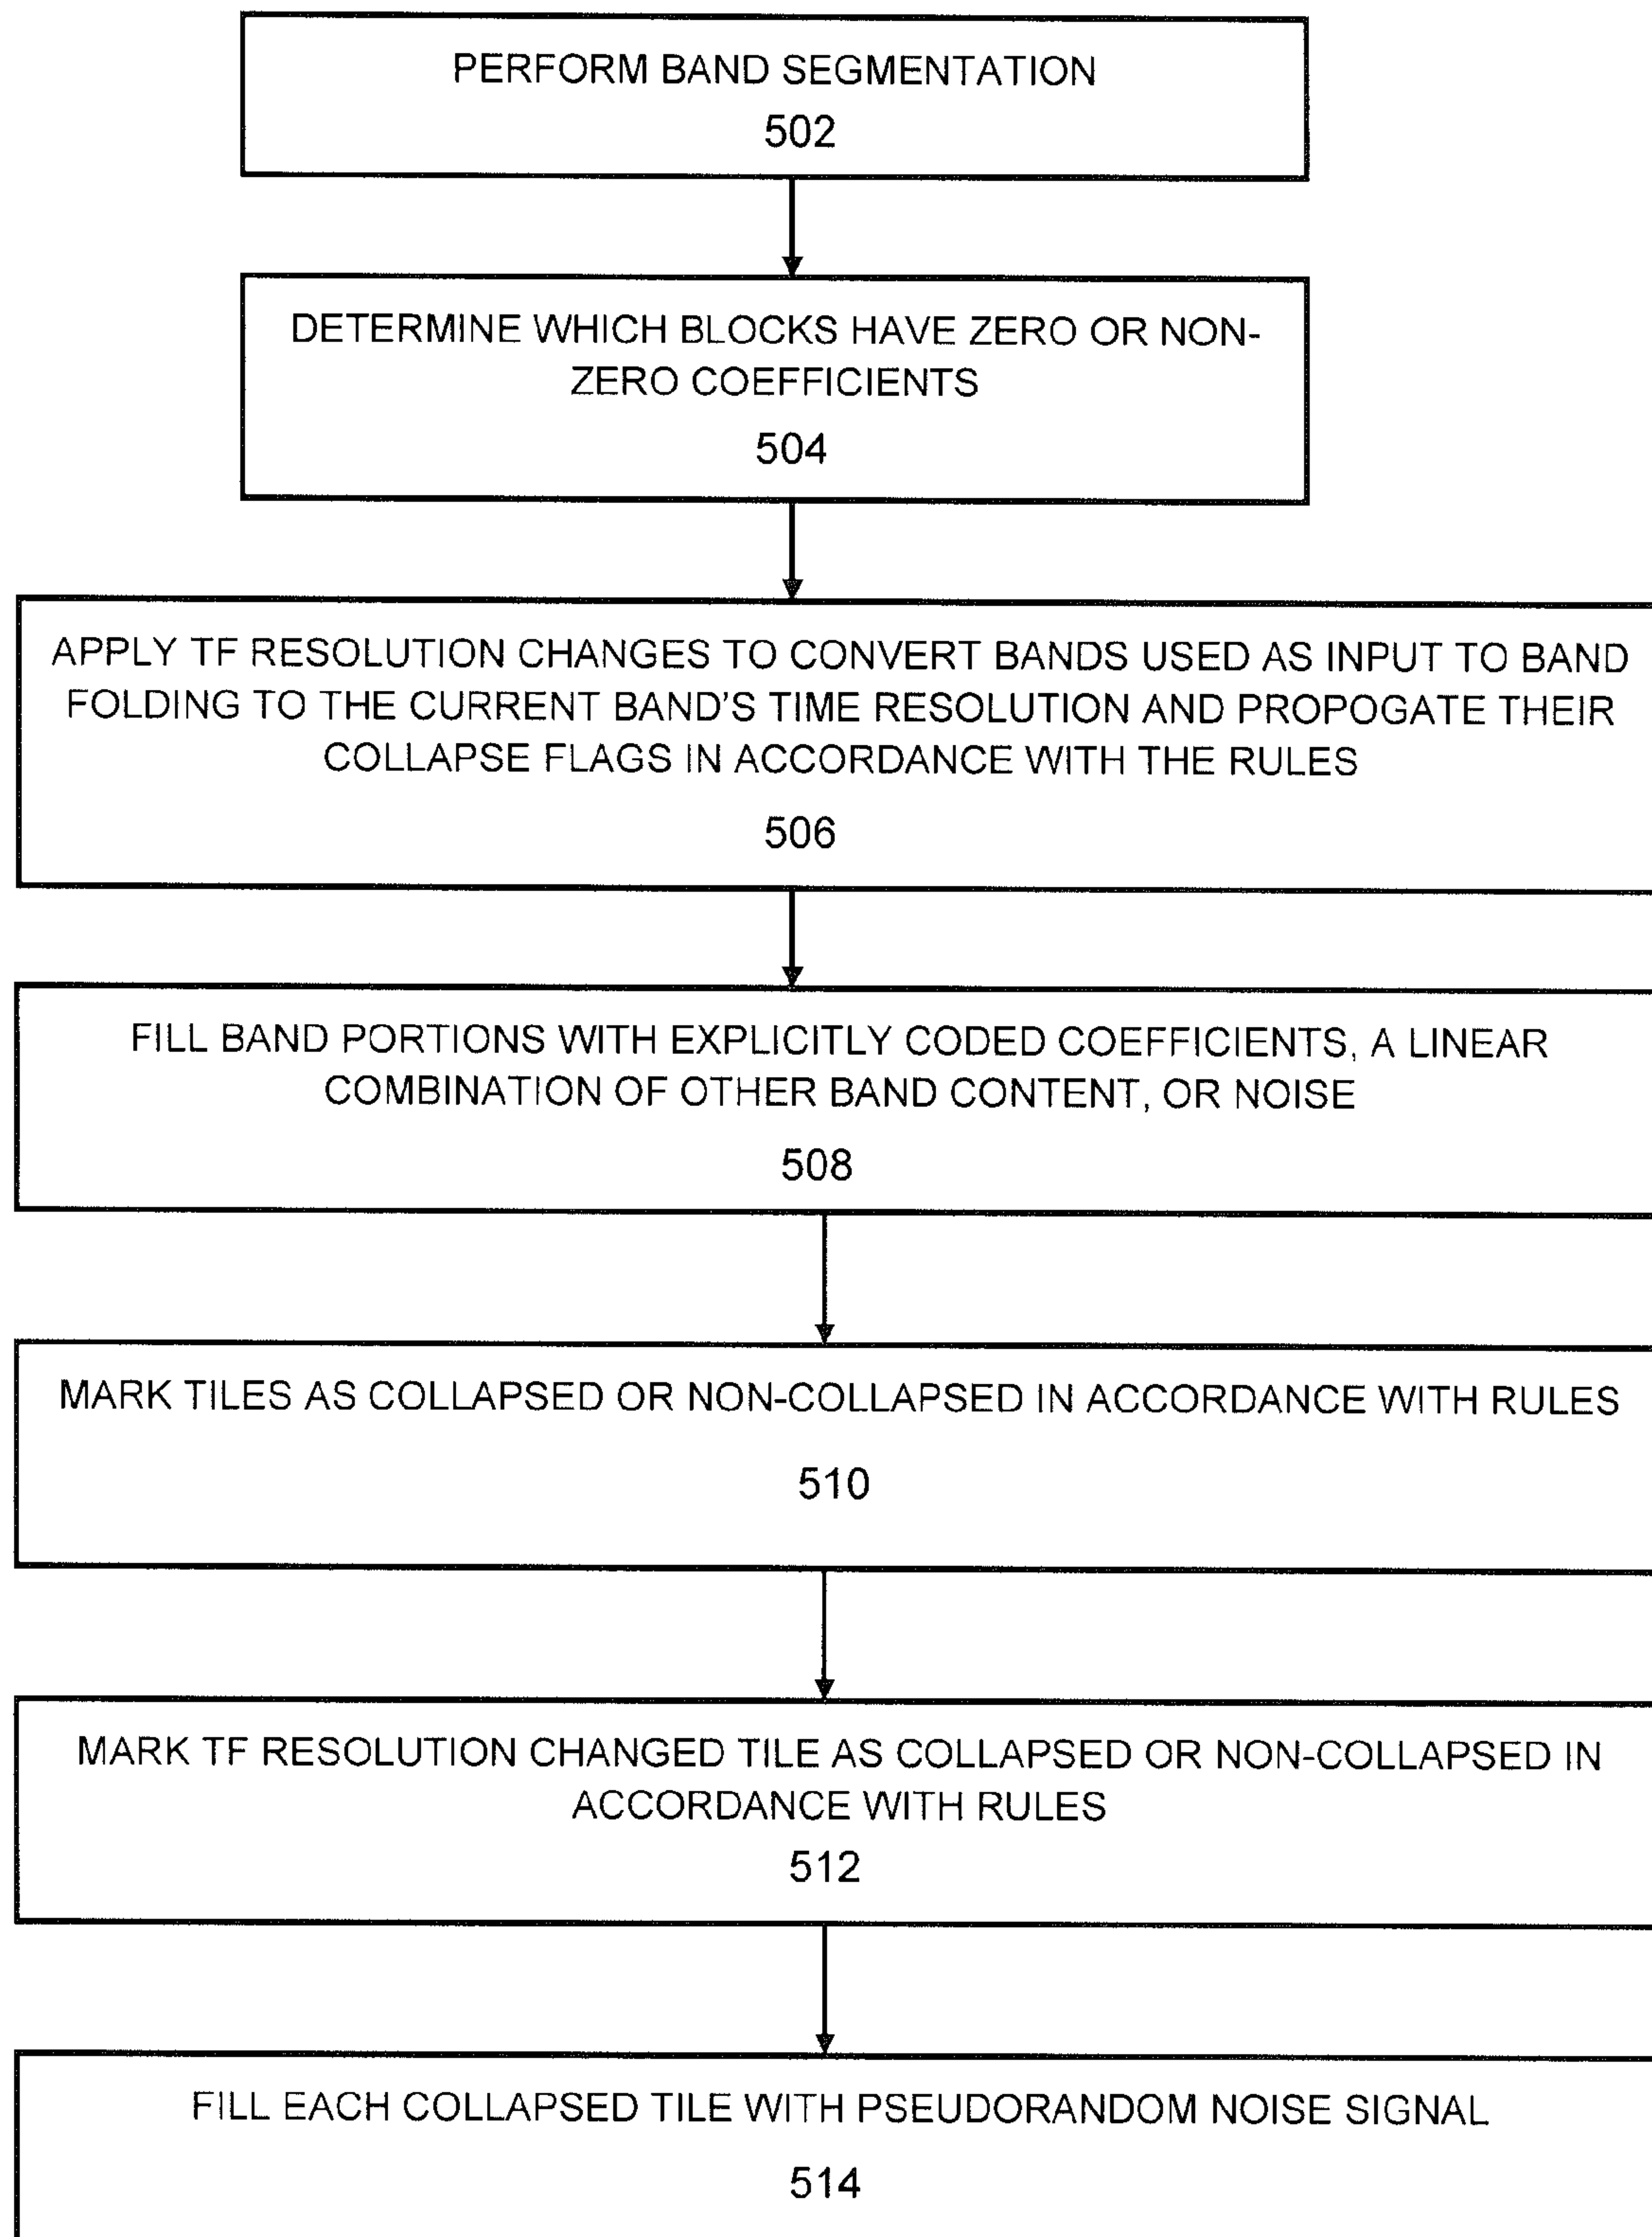 PERFORM BAND SEGMENTATION
502
DETERMINE WHICH BLOCKS HAVE ZERO OR NON-
ZERO COEFFICIENTS
504
APPLY TF RESOLUTION CHANGES TO CONVERT BANDS USED AS INPUT TO BAND
FOLDING TO THE CURRENT BAND'S TIME RESOLUTION AND PROPOGATE THEIR
COLLAPSE FLAGS IN ACCORDANCE WITH THE RULES
506
FILL BAND PORTIONS WITH EXPLICITLY CODED COEFFICIENTS, A LINEAR
COMBINATION OF OTHER BAND CONTENT, OR NOISE
508
MARK TILES AS COLLAPSED OR NON-COLLAPSED IN ACCORDANCE WITH RULES
510
MARK TF RESOLUTION CHANGED TILE AS COLLAPSED OR NON-COLLAPSED IN
ACCORDANCE WITH RULES
512
FILL EACH COLLAPSED TILE WITH PSEUDORANDOM NOISE SIGNAL
514